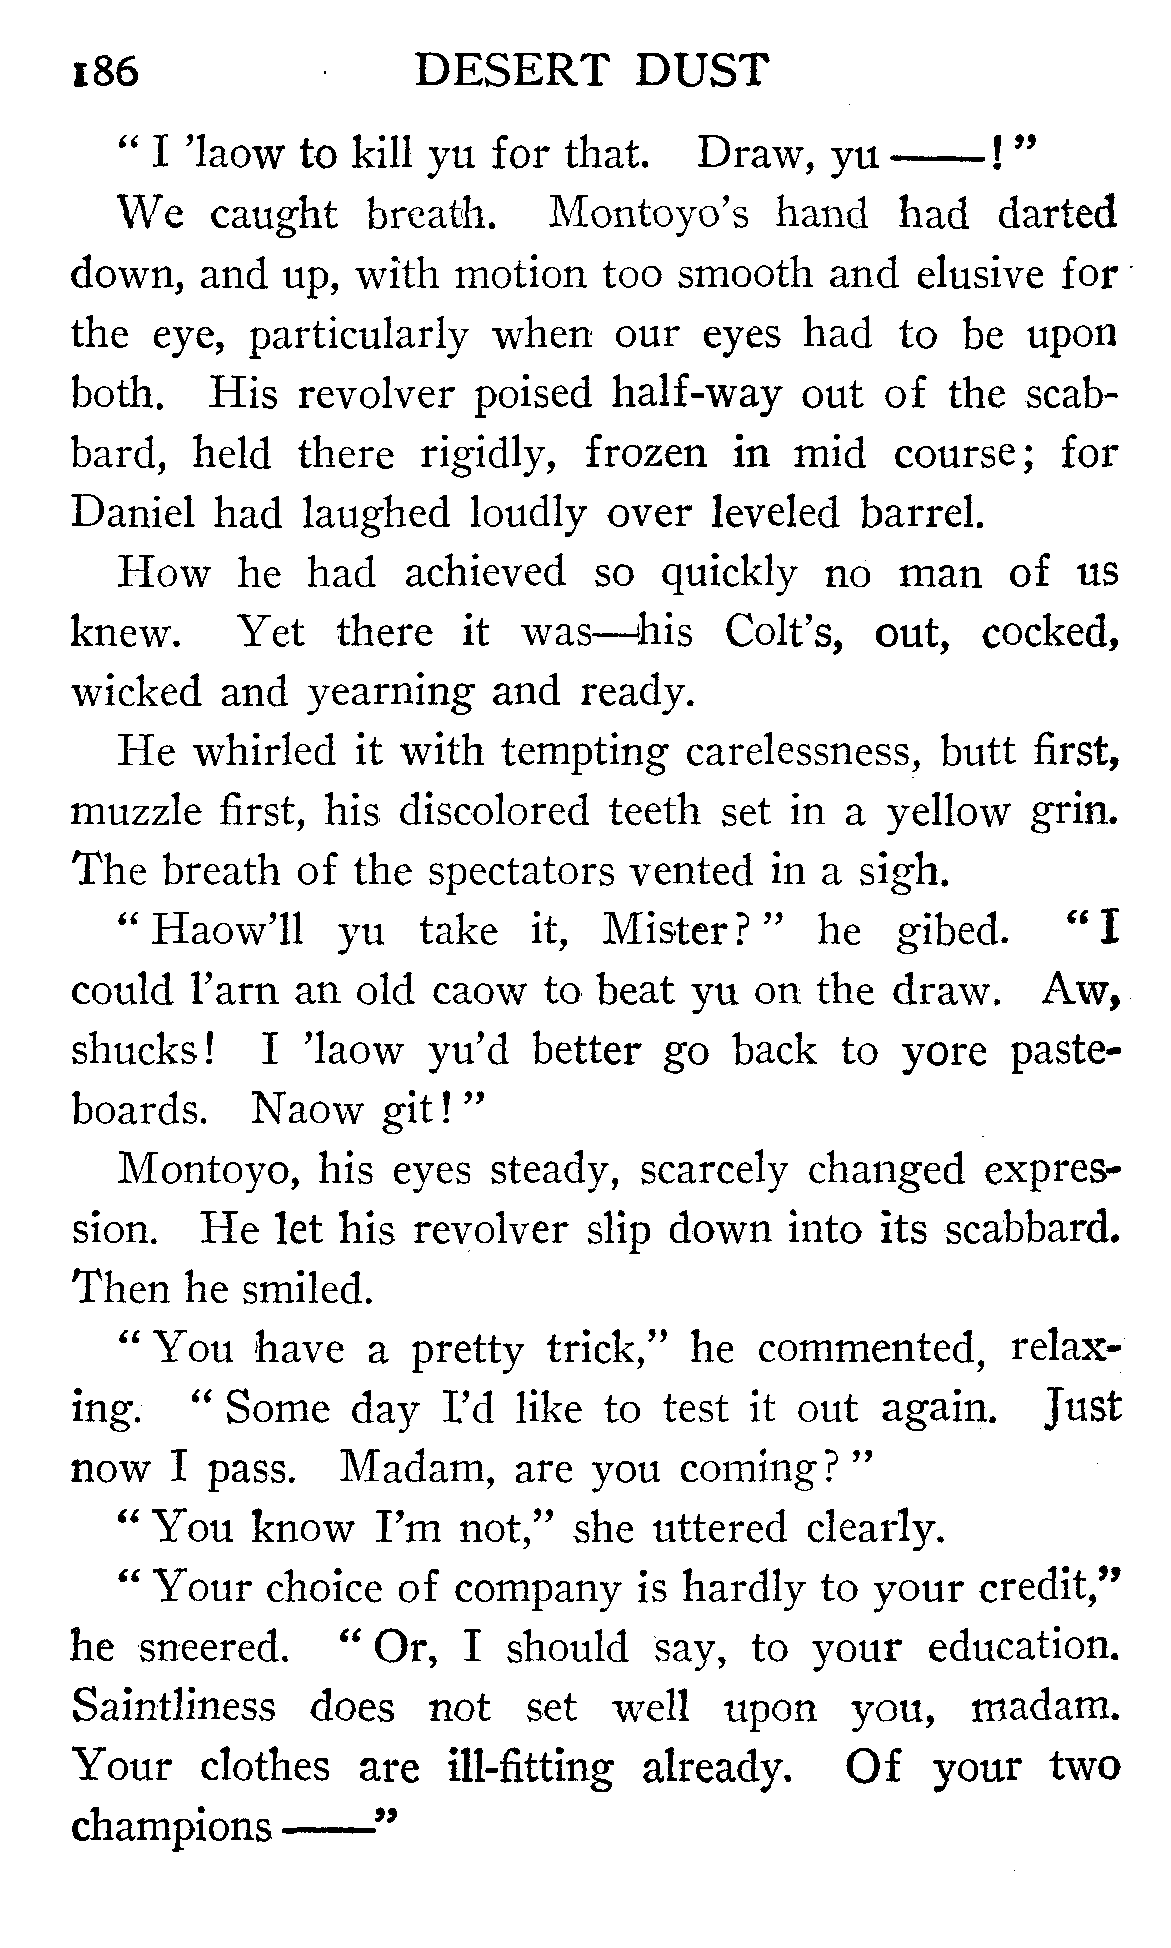 186 DESERT DUST
“ I ’laow to kill yu for that. Draw, yu ——! ”
We caught breath. Montoyo’s hand had darted
down, and up, with motion too smooth and elusive for
the eye, particularly when our eyes had to be upon
both. His revolver poised half-way out of the scab-
bard, held there rigidly, frozen in mid course; for
Daniel had laughed loudly over leveled barrel.
How he had achieved so quickly no man of us
knew. Yet there it was—his Colt’s, out, cocked,
wicked and yearning and ready.
He whirled it with tempting carelessness, butt first,
muzzle first, his discolored teeth set in a yellow grin.
The breath of the spectators vented in a sigh.
“ Haow’ll yu take it, Mister? ” he gibed. “ I
could l’arn an old caow to beat yu on the draw. Aw,
shucks! I ’laow yu’d better go back to yore paste-
boards. Naow git! ”
Montoyo, his eyes steady, scarcely changed expres-
sion. He let his revolver slip down into its scabbard.
Then he smiled.
“ You have a pretty trick,” he commented, relax-
ing. “ Some day I’d like to test it out again. Just
now I pass. Madam, are you coming? ”
“ You know I’m not,” she uttered clearly.
“ Your choice of company is hardly to your credit,”
he sneered. “ Or, I should say, to your education.
Saintliness does not set well upon you, madam.
Your clothes are ill-fitting already. Of your two
champions ——”